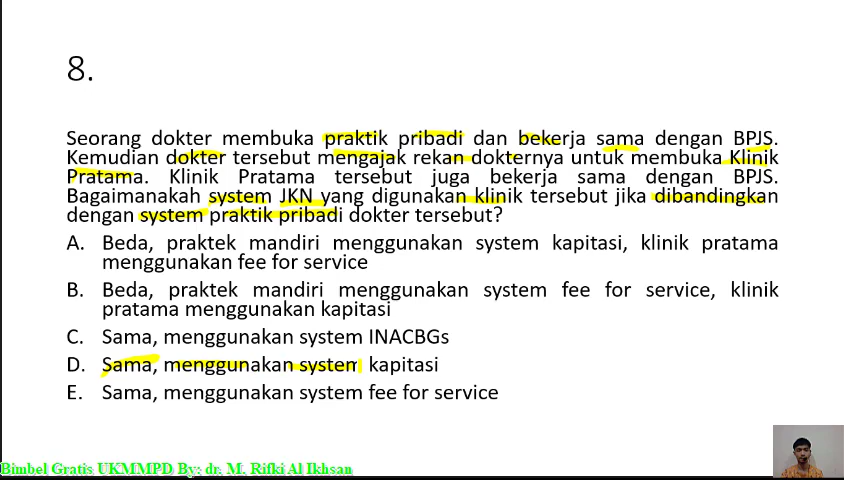 8.
Seorang dokter membuka praktik pribadi dan bekerja sama dengan BPJS.
Kemudian dokter tersebut mengajak rekan dokternya untuk membuka Klinik
Pratama. Klinik Pratama tersebut juga bekerja sama dengan BPJS.
Bagaimanakah system JKN yang digunakan klinik tersebut jika dibandingkan
dengan system praktik pribadi dokter tersebut?
A. Beda, praktek mandiri menggunakan system kapitasi, klinik pratama
menggunakan fee for service
B. Beda, praktek mandiri menggunakan system fee for service, klinik
pratama menggunakan kapitasi
C. Sama, menggunakan system INACBGs
D. Sama, menggunakan system kapitasi
E. Sama, menggunakan system fee for service
Bimbel Gratis UKMMPD By: dr. M. Rifki Al Ikhsan